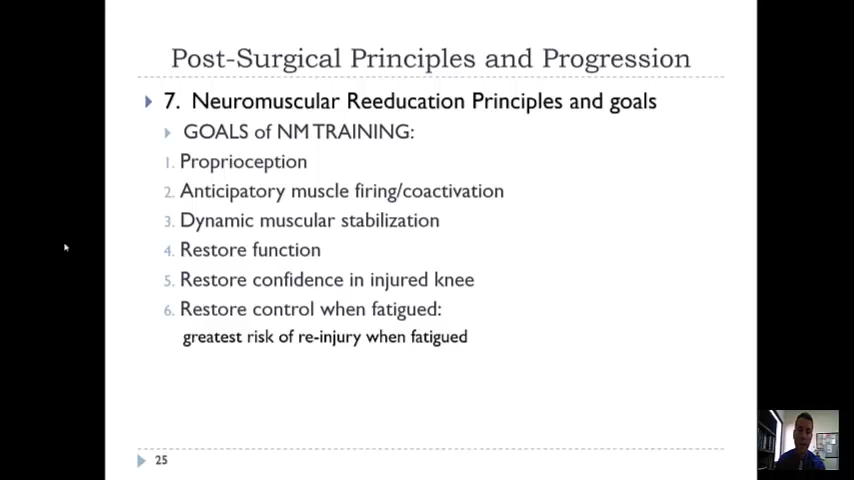 Post-Surgical Principles and Progression
7. Neuromuscular Reeducation Principles and goals
GOALS of NM TRAINING:
1. Proprioception
2. Anticipatory muscle firing/coactivation
3. Dynamic muscular stabilization
4. Restore function
5. Restore confidence in injured knee
6. Restore control when fatigued:
greatest risk of re-injury when fatigued
25